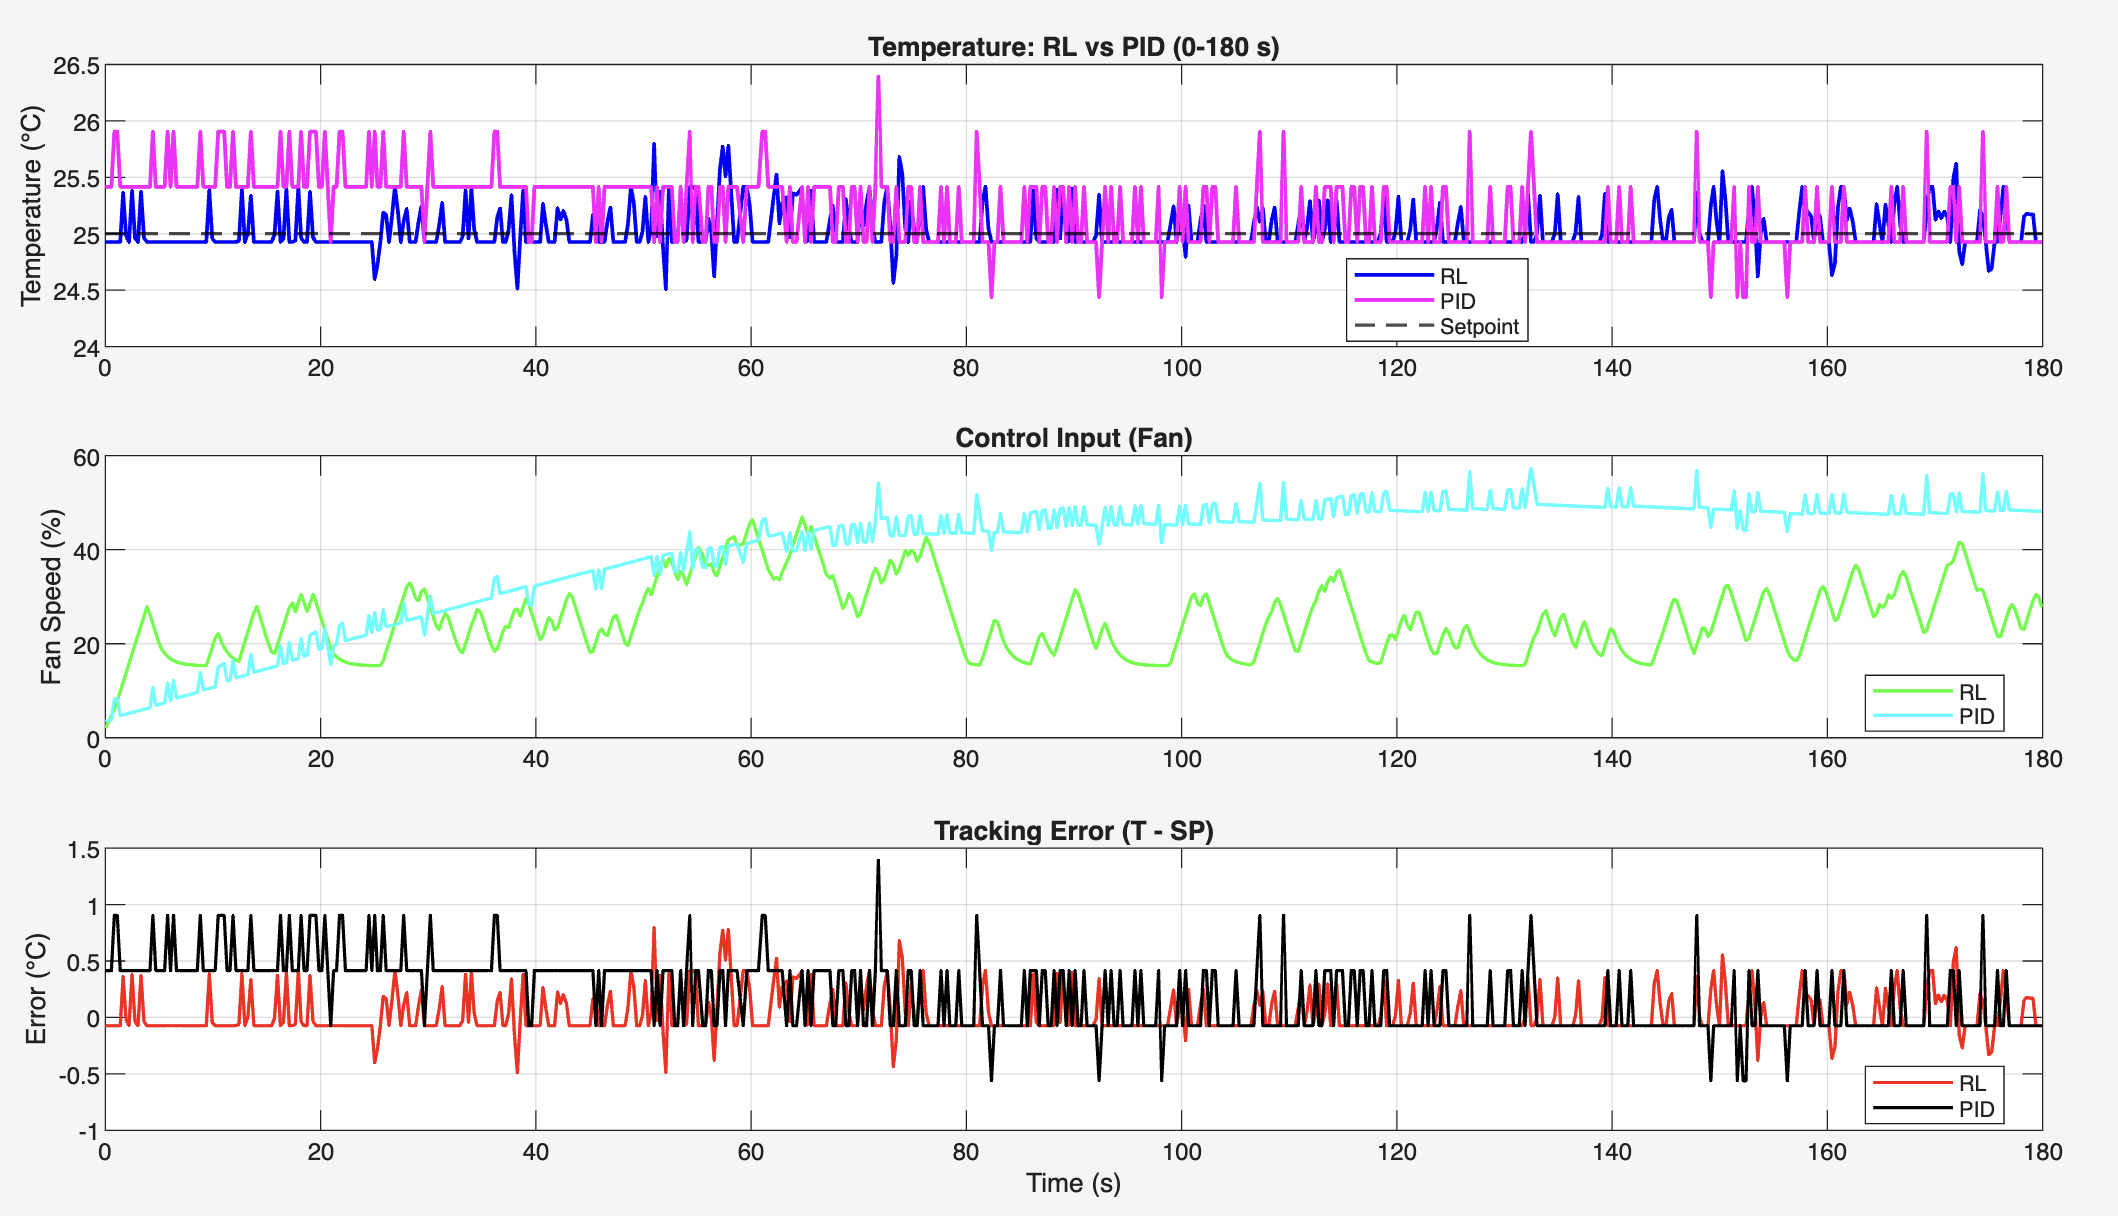 Temperature: RL vs PID (0-180 s)
Temperature (°C)
26.5
26
25.5
25
24.5
24
RL
PID
Setpoint
0 20 40 60 80 100 120 140 160 180
Control Input (Fan)
Fan Speed (%)
60
40
20
0
RL
PID
0 20 40 60 80 100 120 140 160 180
Tracking Error (T - SP)
Error (°C)
1.5
1
0.5
0
-0.5
-1
RL
PID
0 20 40 60 80 100 120 140 160 180
Time (s)